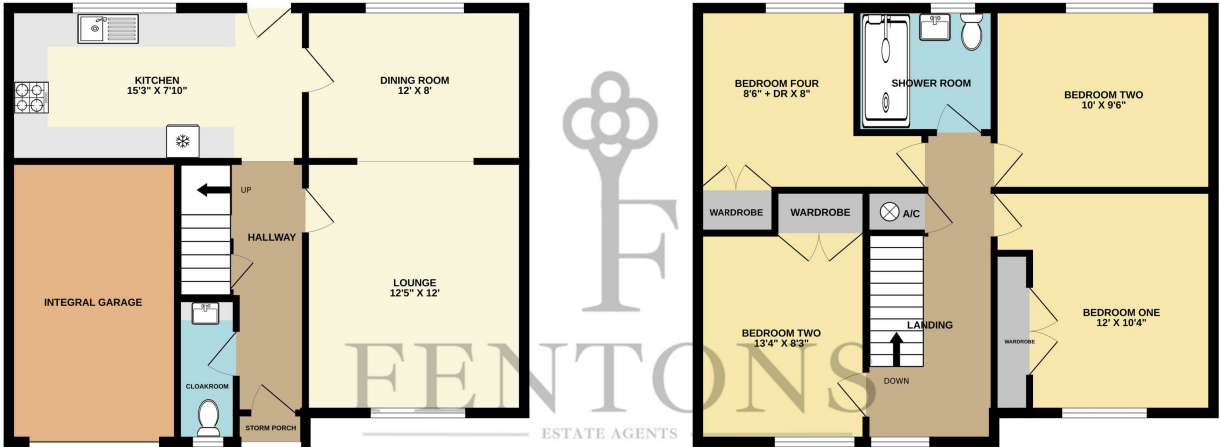 KITCHEN
15'3" X 7'10"
DINING ROOM
12' X 8'
UP
HALLWAY
INTEGRAL GARAGE
LOUNGE
12'5" X 12'
CLOAKROOM
STORM PORCH
BEDROOM FOUR
8'6" + DR X 8"
SHOWER ROOM
BEDROOM TWO
10' X 9'6"
WARDROBE
WARDROBE
A/C
BEDROOM TWO
13'4" X 8'3"
LANDING
DOWN
WARDROBE
BEDROOM ONE
12' X 10'4"
F
FENTONS
ESTATE AGENTS